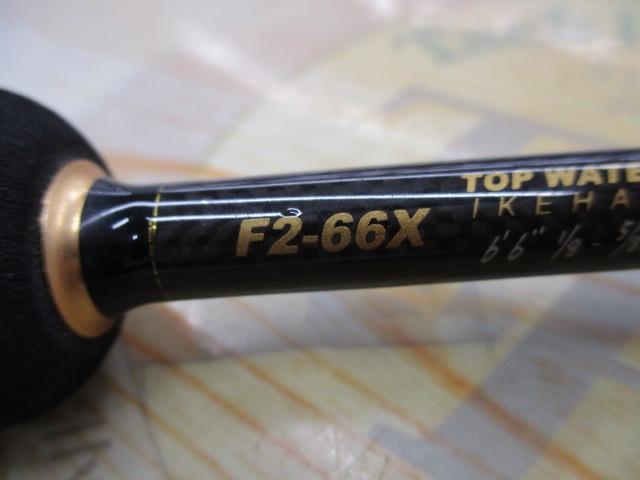 F2-66X
TOP WATE
IKEHA
6'6" 1/8 - 5/8